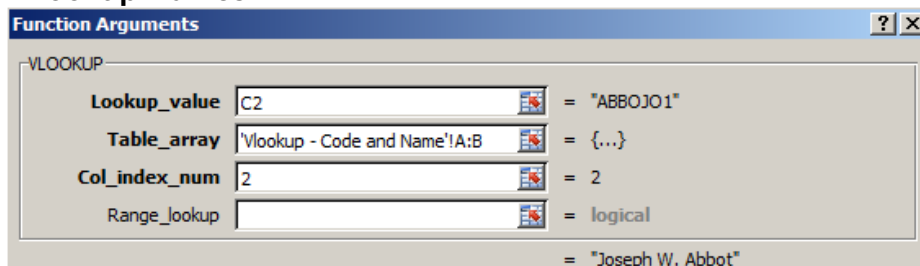 Function Arguments ? X
VLOOKUP
Lookup_value C2 = "ABBOJO1"
Table_array 'Vlookup - Code and Name'!A:B = {...}
Col_index_num 2 = 2
Range_lookup = logical
= "Joseph W. Abbot"